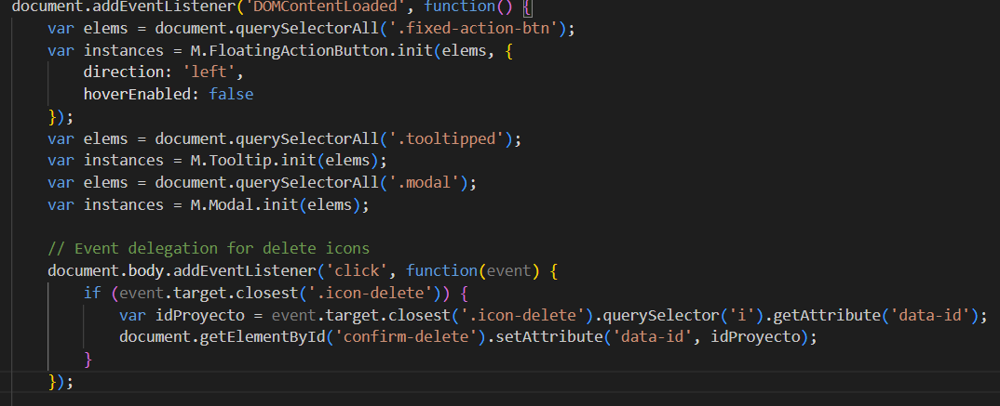 document.addEventListener('DOMContentLoaded', function() {
    var elems = document.querySelectorAll('.fixed-action-btn');
    var instances = M.FloatingActionButton.init(elems, {
        direction: 'left',
        hoverEnabled: false
    });
    var elems = document.querySelectorAll('.tooltipped');
    var instances = M.Tooltip.init(elems);
    var elems = document.querySelectorAll('.modal');
    var instances = M.Modal.init(elems);

    // Event delegation for delete icons
    document.body.addEventListener('click', function(event) {
        if (event.target.closest('.icon-delete')) {
            var idProyecto = event.target.closest('.icon-delete').querySelector('i').getAttribute('data-id');
            document.getElementById('confirm-delete').setAttribute('data-id', idProyecto);
        }
    });